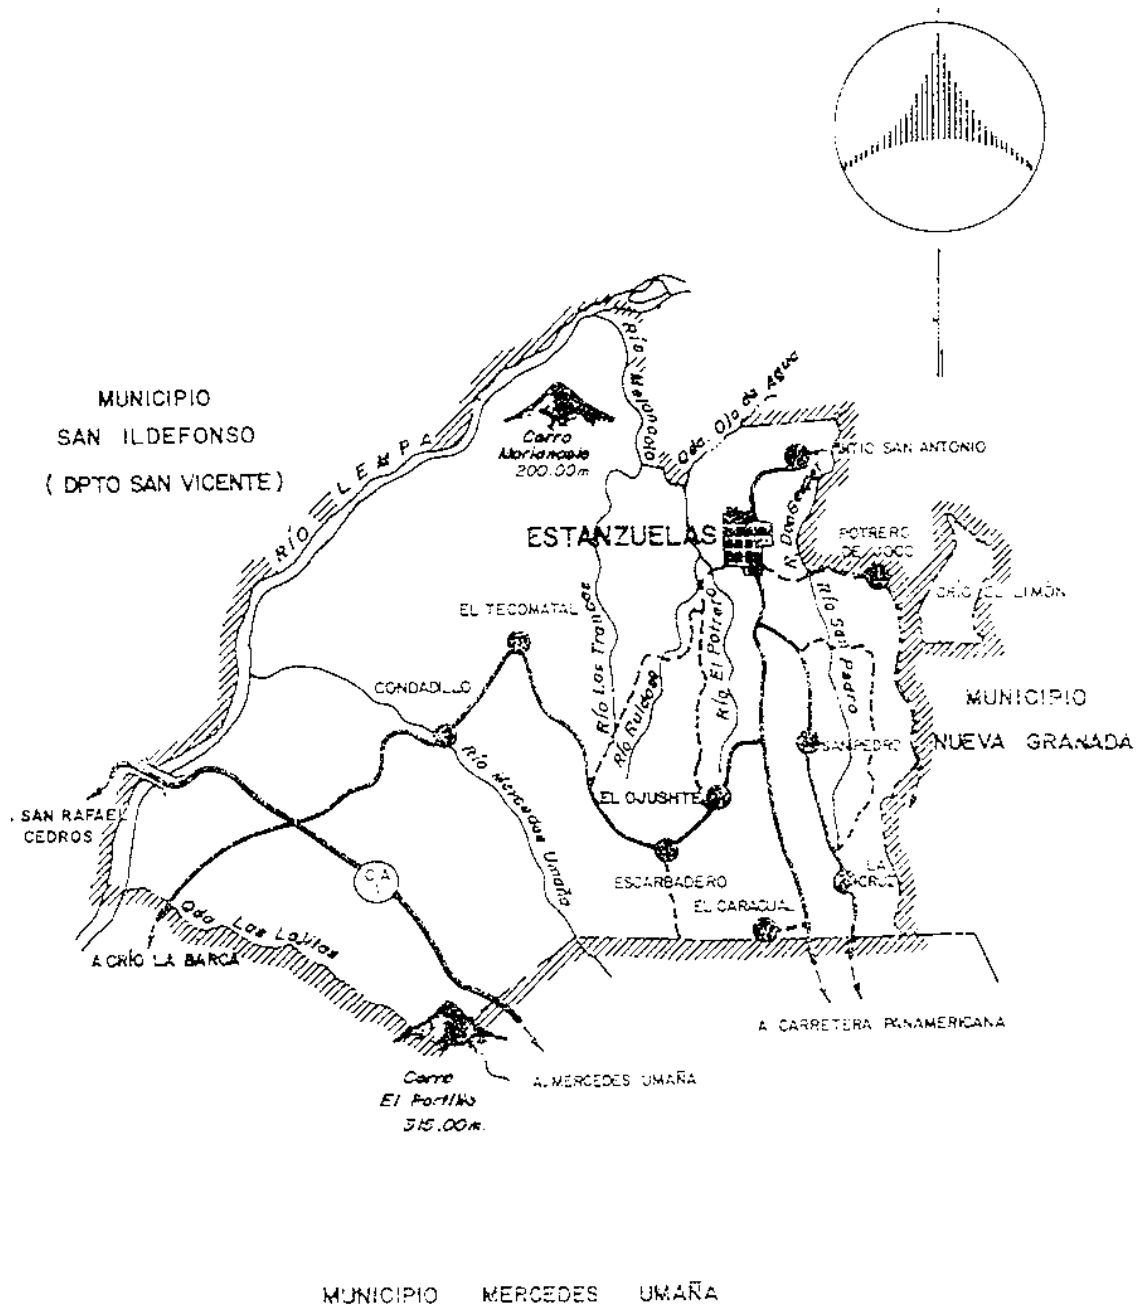 MUNICIPIO
SAN ILDEFONSO
( DPTO SAN VICENTE )
RÍO LEMPA
Río
Qda. Ojo de Agua
Cerro
200.00m
SAN ANTONIO
ESTANZUELAS
POTRERO
EL LIMÓN
EL TECOMATAL
Río Los Trancos
Río El Potrero
Río San Pedro
CONDADILLO
MUNICIPIO
NUEVA GRANADA
SAN PEDRO
Río Mercedes Umaña
EL OJUSHTE
SAN RAFAEL
CEDROS
C.A
1
ESCARBADERO
LA
CRUZ
EL CARAGUAL
Qda. Las Lajitas
A CRÍO LA BARCA
A CARRETERA PANAMERICANA
A. MERCEDES UMAÑA
Cerro
El Portillo
315.00m.
MUNICIPIO MERCEDES UMAÑA